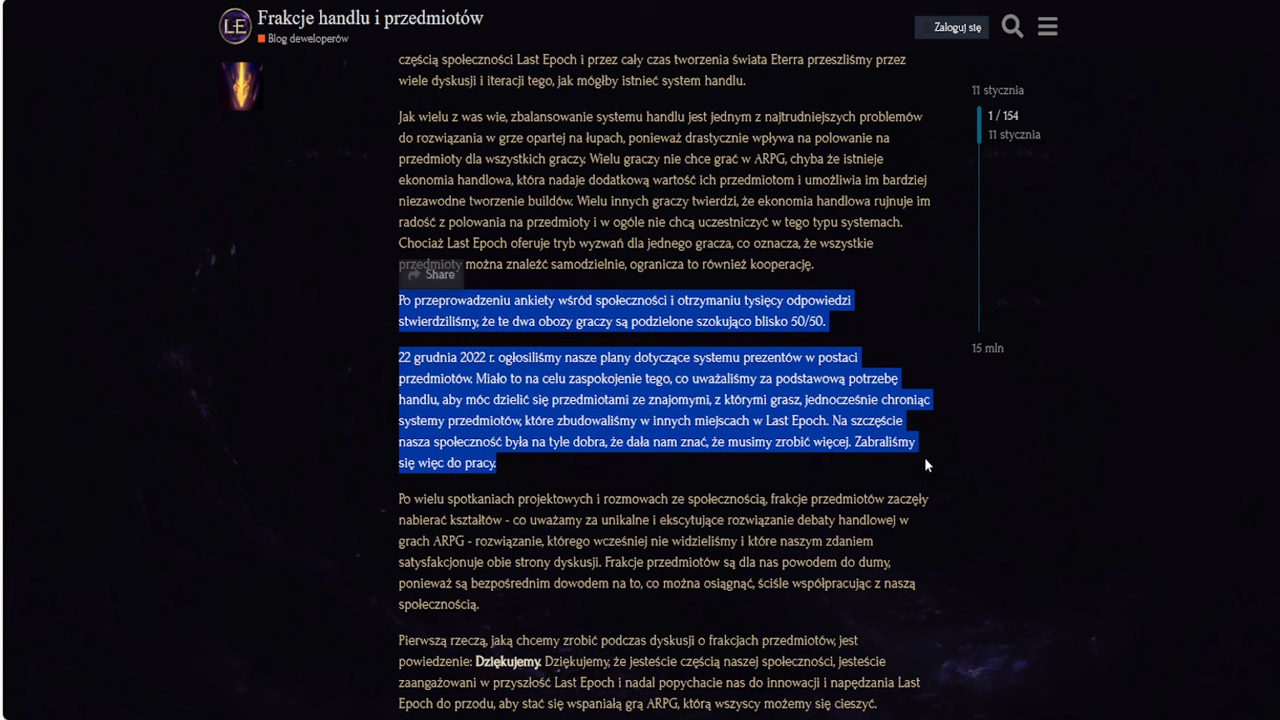 Frakcje handlu i przedmiotów
Blog deweloperów
Zaloguj się
częścią społeczności Last Epoch i przez cały czas tworzenia świata Eterra przeszliśmy przez
wiele dyskusji i iteracji tego, jak mógłby istnieć system handlu.
Jak wielu z was wie, zbalansowanie systemu handlu jest jednym z najtrudniejszych problemów
do rozwiązania w grze opartej na łupach, ponieważ drastycznie wpływa na polowanie na
przedmioty dla wszystkich graczy. Wielu graczy nie chce grać w ARPG, chyba że istnieje
ekonomia handlowa, która nadaje dodatkową wartość ich przedmiotom i umożliwia im bardziej
niezawodne tworzenie buildów. Wielu innych graczy twierdzi, że ekonomia handlowa rujnuje im
radość z polowania na przedmioty i w ogóle nie chcą uczestniczyć w tego typu systemach.
Chociaż Last Epoch oferuje tryb wyzwań dla jednego gracza, co oznacza, że wszystkie
przedmioty można znaleźć samodzielnie, ogranicza to również kooperację.
Share
Po przeprowadzeniu ankiety wśród społeczności i otrzymaniu tysięcy odpowiedzi
stwierdziliśmy, że te dwa obozy graczy są podzielone szokująco blisko 50/50.
22 grudnia 2022 r. ogłosiliśmy nasze plany dotyczące systemu prezentów w postaci
przedmiotów. Miało to na celu zaspokojenie tego, co uważaliśmy za podstawową potrzebę
handlu, aby móc dzielić się przedmiotami ze znajomymi, z którymi grasz, jednocześnie chroniąc
systemy przedmiotów, które zbudowaliśmy w innych miejscach w Last Epoch. Na szczęście
nasza społeczność była na tyle dobra, że dała nam znać, że musimy zrobić więcej. Zabraliśmy
się więc do pracy.
Po wielu spotkaniach projektowych i rozmowach ze społecznością, frakcje przedmiotów zaczęły
nabierać kształtów - co uważamy za unikalne i ekscytujące rozwiązanie debaty handlowej w
grach ARPG - rozwiązanie, którego wcześniej nie widzieliśmy i które naszym zdaniem
satysfakcjonuje obie strony dyskusji. Frakcje przedmiotów są dla nas powodem do dumy,
ponieważ są bezpośrednim dowodem na to, co można osiągnąć, ściśle współpracując z naszą
społecznością.
Pierwszą rzeczą, jaką chcemy zrobić podczas dyskusji o frakcjach przedmiotów, jest
powiedzenie: Dziękujemy. Dziękujemy, że jesteście częścią naszej społeczności, jesteście
zaangażowani w przyszłość Last Epoch i nadal popychacie nas do innowacji i napędzania Last
Epoch do przodu, aby stać się wspaniałą grą ARPG, którą wszyscy możemy się cieszyć.
11 stycznia
1 / 154
11 stycznia
15 mln